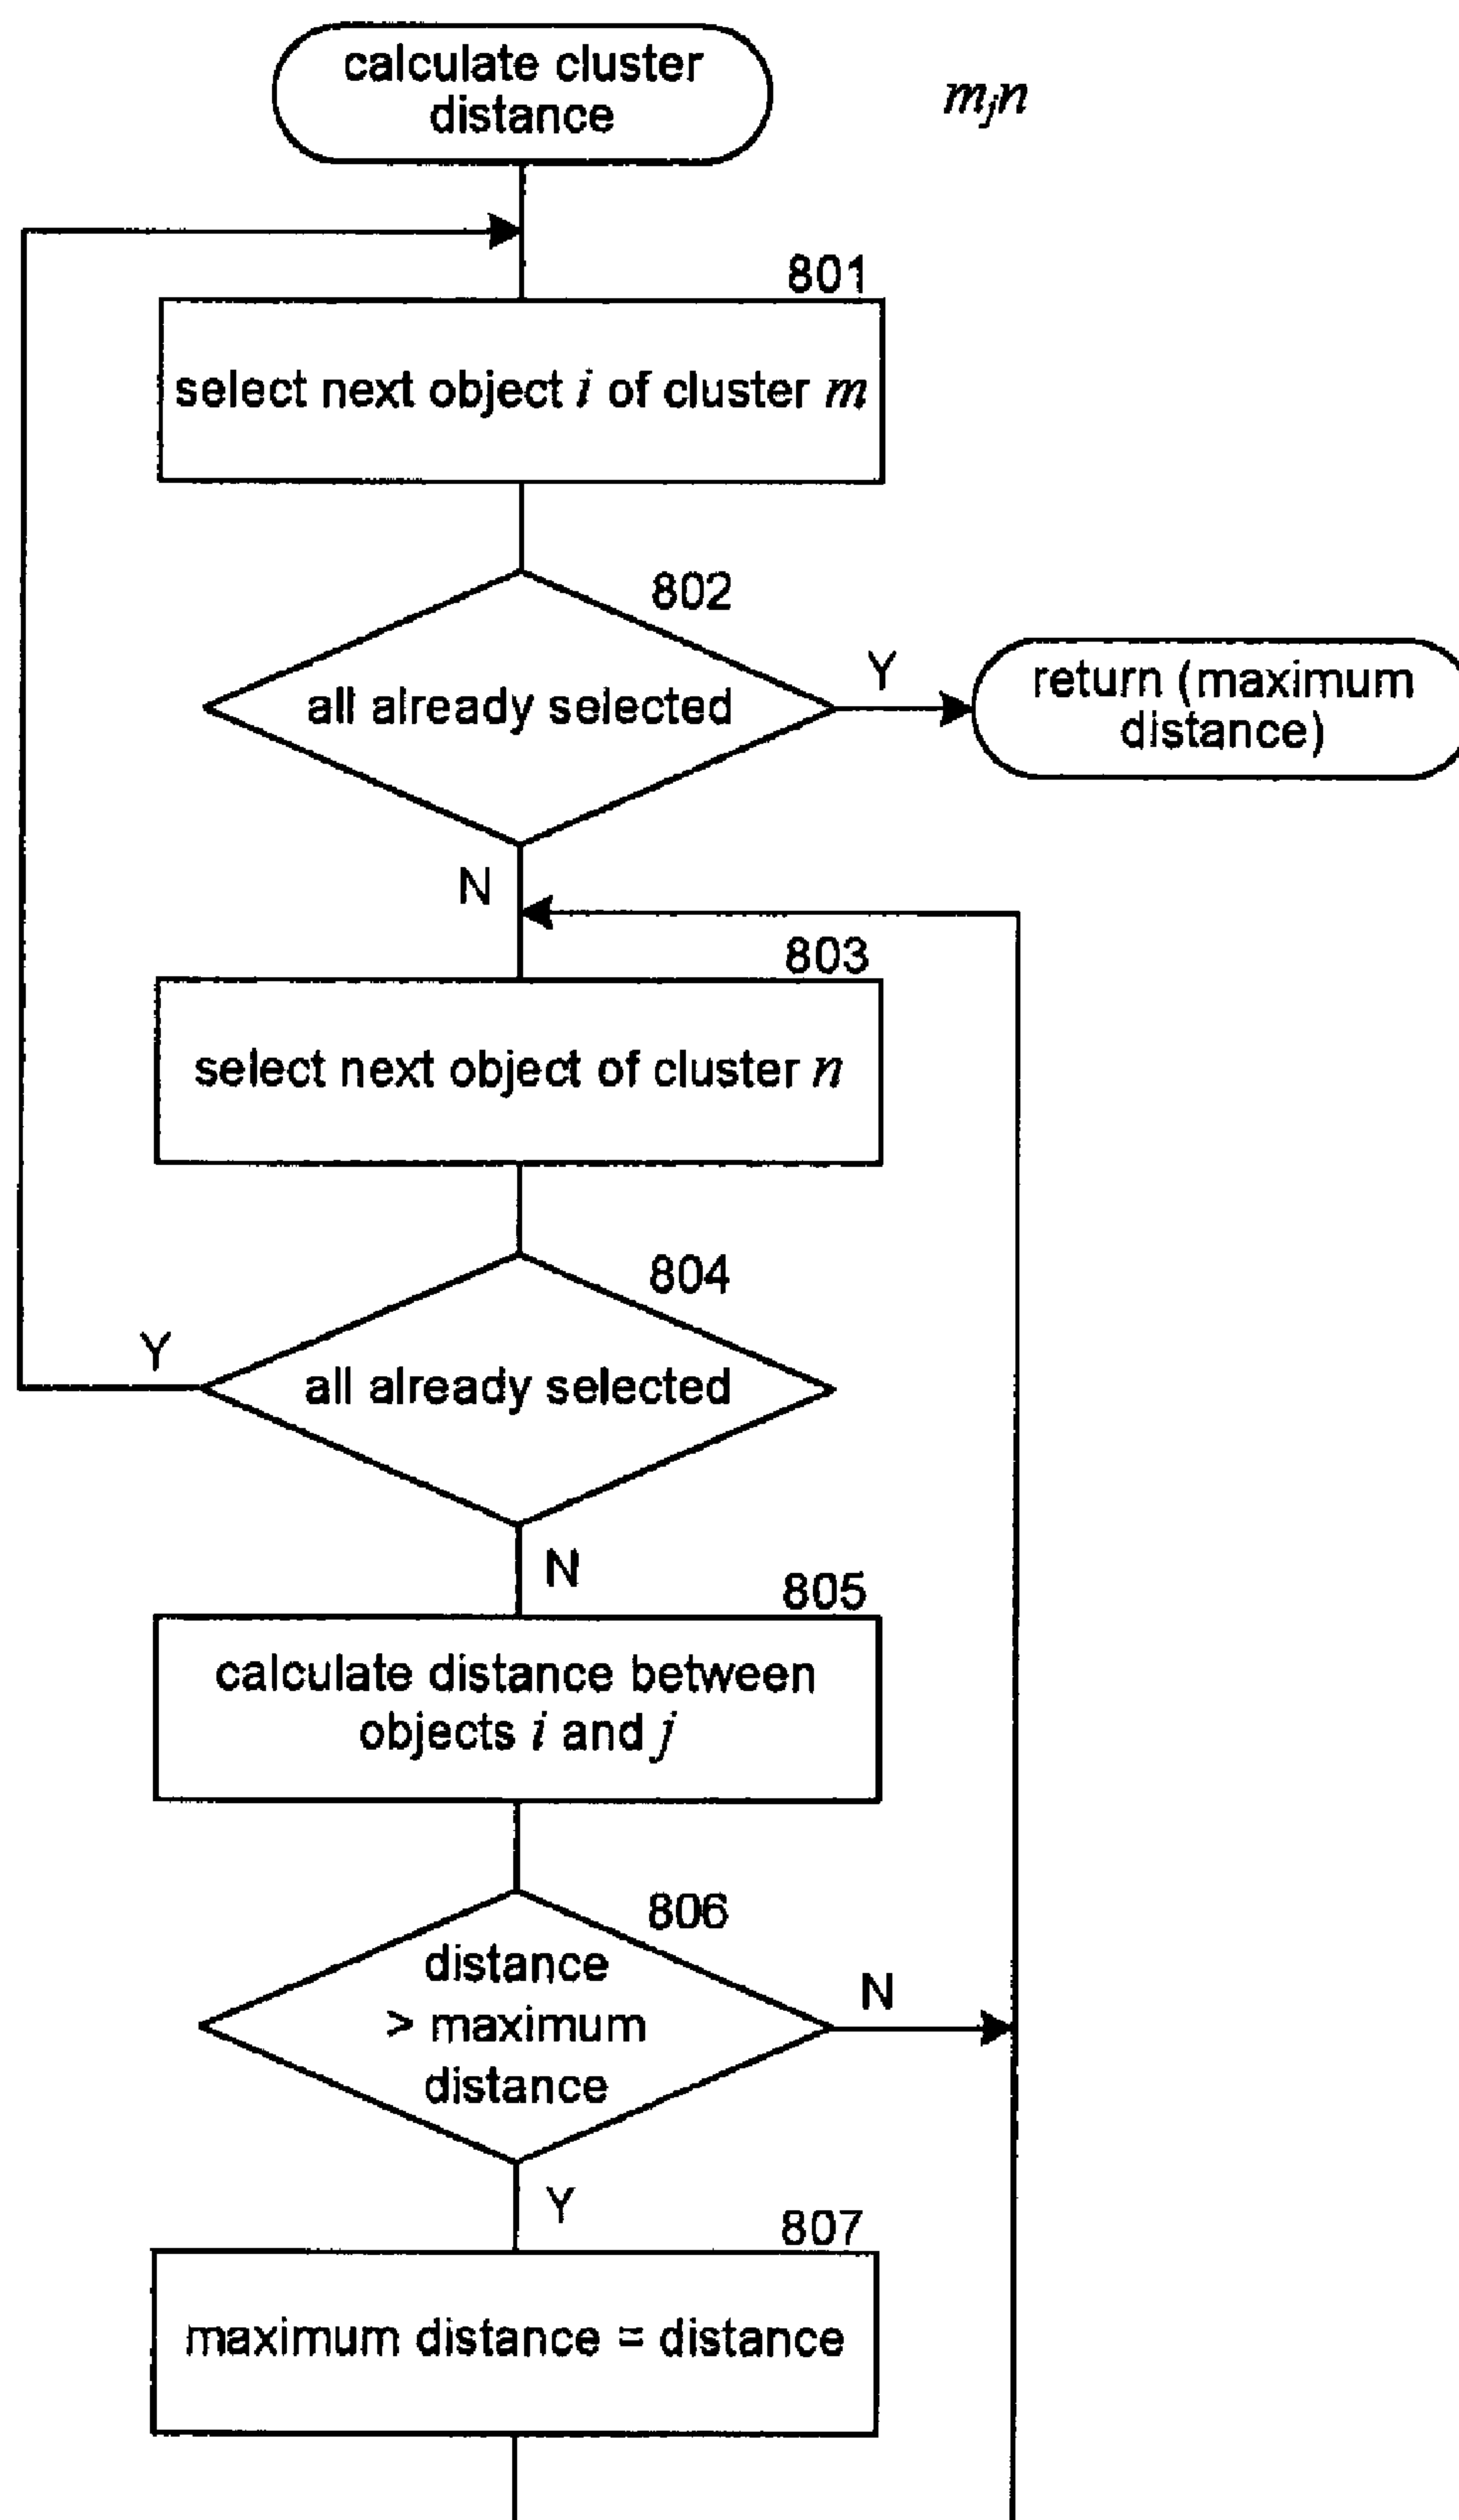 calculate cluster
distance
m,n
801
select next object i of cluster m
802
all already selected
Y
return (maximum
distance)
N
803
select next object of cluster n
804
Y
all already selected
N
805
calculate distance between
objects i and j
806
distance
> maximum
distance
N
Y
807
maximum distance = distance